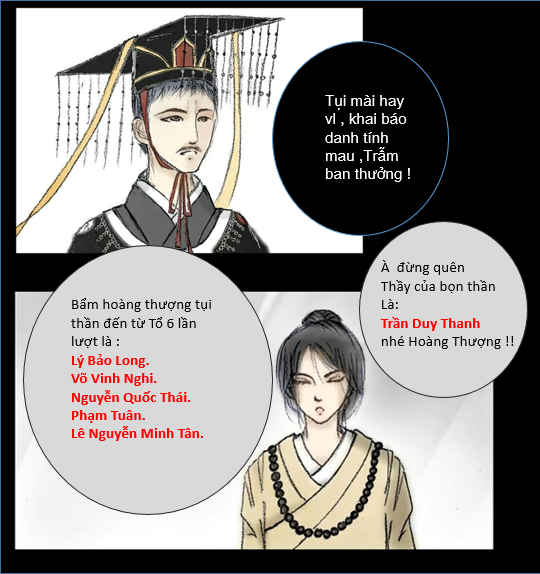 Tụi mài hay
vl , khai báo
danh tính
mau ,Trẫm
ban thưởng !
Bẩm hoàng thượng tụi
thần đến từ Tổ 6 lần
lượt là :
Lý Bảo Long.
Võ Vinh Nghi.
Nguyễn Quốc Thái.
Phạm Tuân.
Lê Nguyễn Minh Tân.
À đừng quên
Thầy của bọn thần
Là:
Trần Duy Thanh
nhé Hoàng Thượng !!